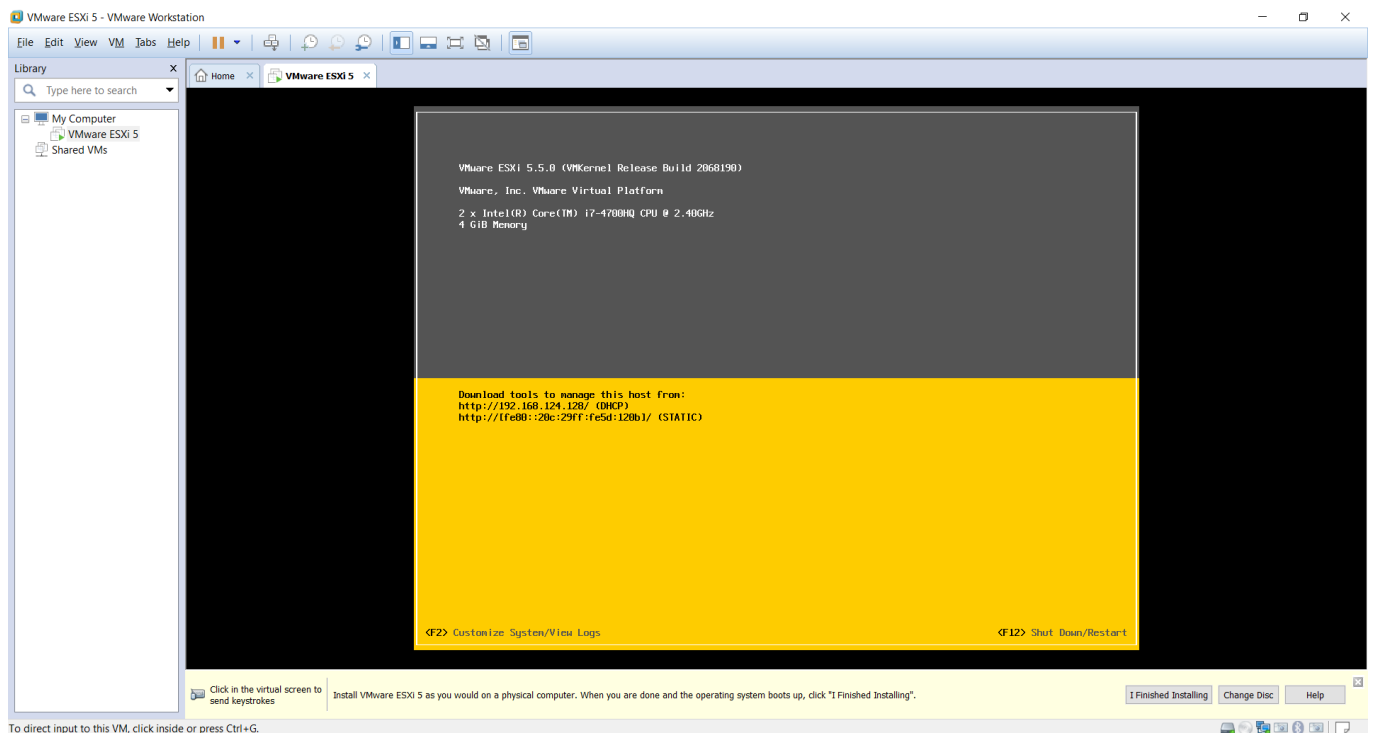 VMware ESXi 5 - VMware Workstation
File Edit View VM Tabs Help
Library x
Home VMware ESXi 5
Type here to search
My Computer
VMware ESXi 5
Shared VMs
VMware ESXi 5.5.0 (VMKernel Release Build 2068190)
VMware, Inc. VMware Virtual Platform
2 x Intel(R) Core(TM) i7-4700HQ CPU @ 2.40GHz
4 GiB Memory
Download tools to manage this host from:
http://192.168.124.128/ (DHCP)
http://[fe80::20c:29ff:fe5d:120b]/ (STATIC)
<F2> Customize System/View Logs <F12> Shut Down/Restart
Click in the virtual screen to
send keystrokes
Install VMware ESXi 5 as you would on a physical computer. When you are done and the operating system boots up, click "I Finished Installing".
I Finished Installing Change Disc Help
To direct input to this VM, click inside or press Ctrl+G.